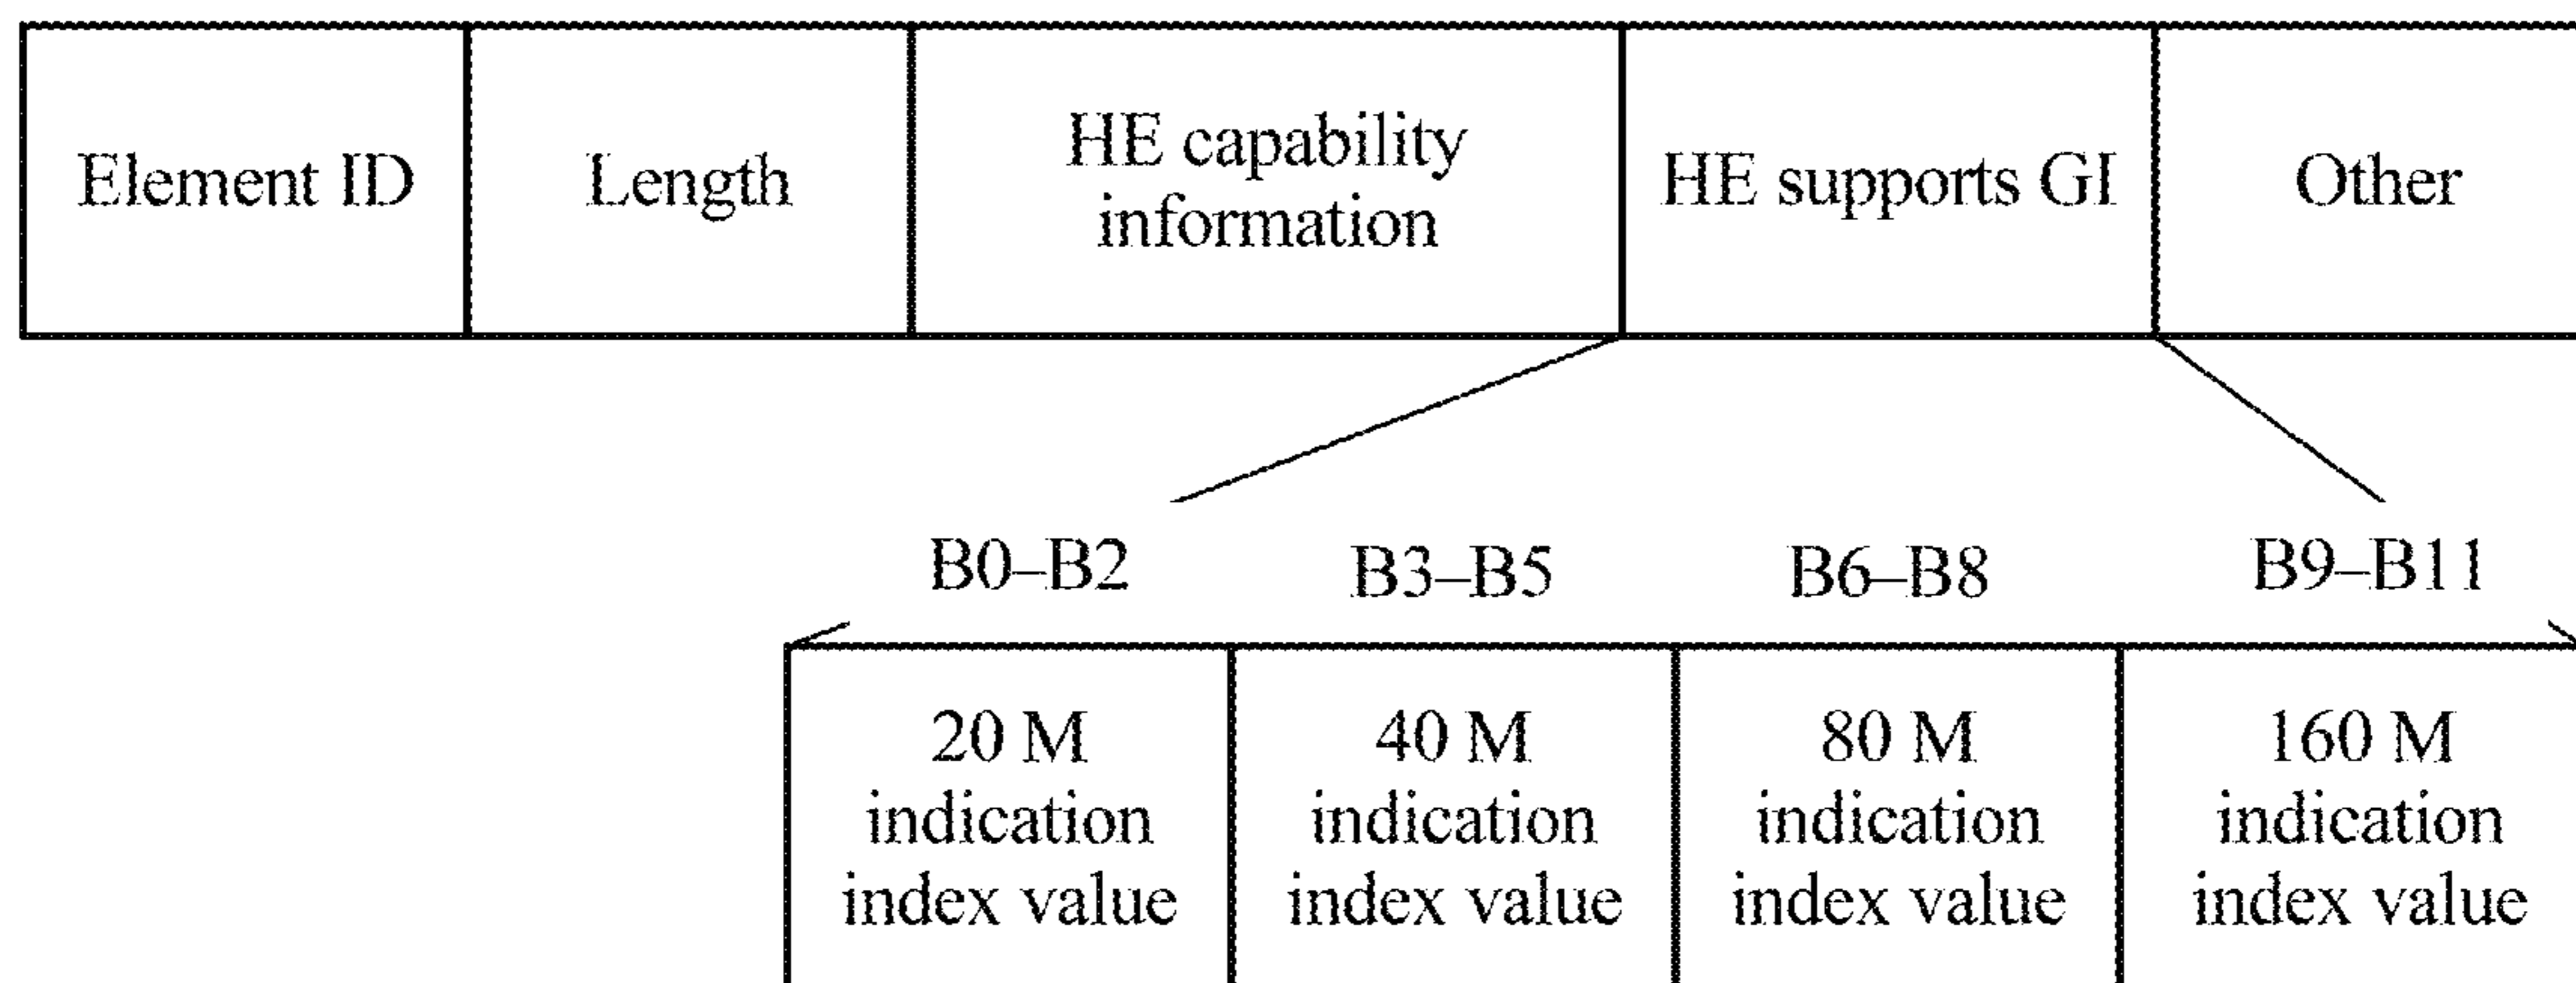 Element ID
Length
HE capability
information
HE supports GI
Other
B0–B2
B3–B5
B6–B8
B9–B11
20 M
indication
index value
40 M
indication
index value
80 M
indication
index value
160 M
indication
index value